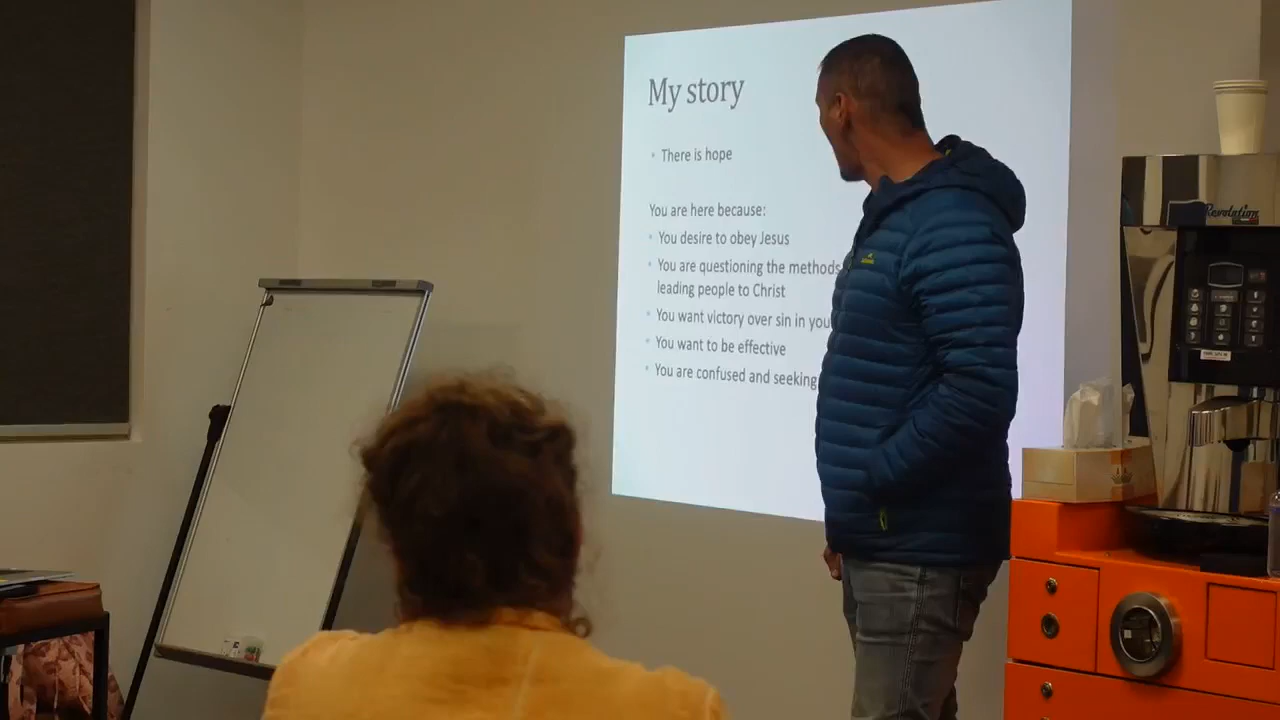 My story
• There is hope
You are here because:
• You desire to obey Jesus
• You are questioning the methods
leading people to Christ
• You want victory over sin in you
• You want to be effective
• You are confused and seeking
Revolution